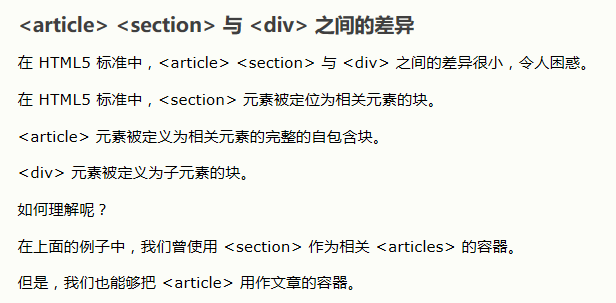 <article> <section> 与 <div> 之间的差异
在 HTML5 标准中，<article> <section> 与 <div> 之间的差异很小，令人困惑。
在 HTML5 标准中，<section> 元素被定位为相关元素的块。
<article> 元素被定义为相关元素的完整的自包含块。
<div> 元素被定义为子元素的块。
如何理解呢？
在上面的例子中，我们曾使用 <section> 作为相关 <articles> 的容器。
但是，我们也能够把 <article> 用作文章的容器。